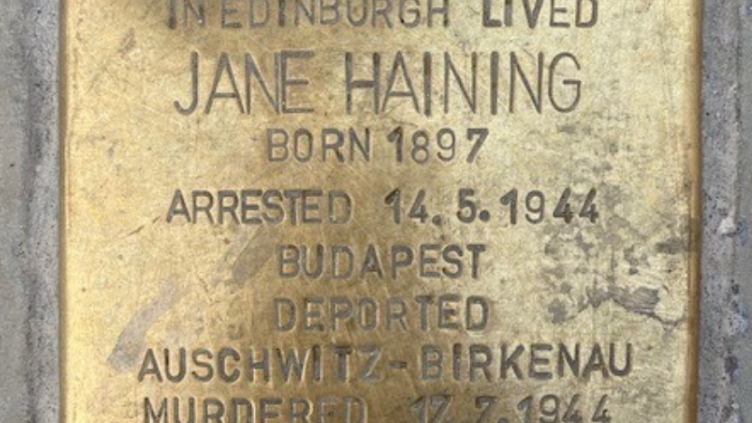 IN EDINBURGH LIVED
JANE HAINING
BORN 1897
ARRESTED 14.5.1944
BUDAPEST
DEPORTED
AUSCHWITZ-BIRKENAU
MURDERED 17.7.1944